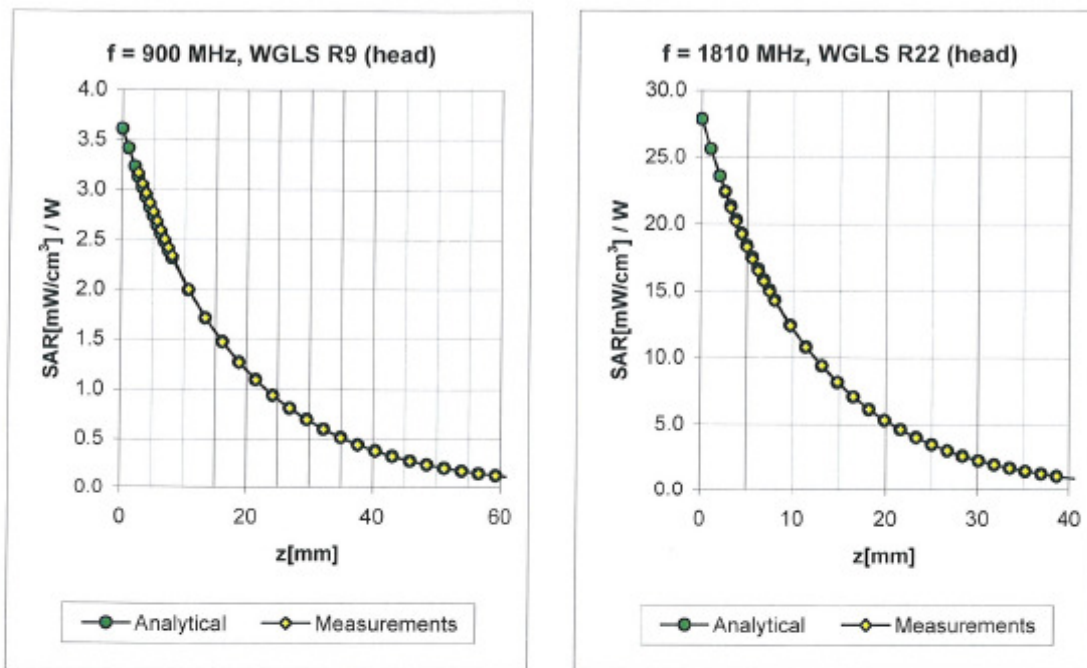 f = 900 MHz, WGLS R9 (head)
4.0
3.5
3.0
2.5
2.0
1.5
1.0
0.5
0.0
SAR[mW/cm³] / W
0 20 40 60
z[mm]
Analytical Measurements
f = 1810 MHz, WGLS R22 (head)
30.0
25.0
20.0
15.0
10.0
5.0
0.0
SAR[mW/cm³] / W
0 10 20 30 40
z[mm]
Analytical Measurements